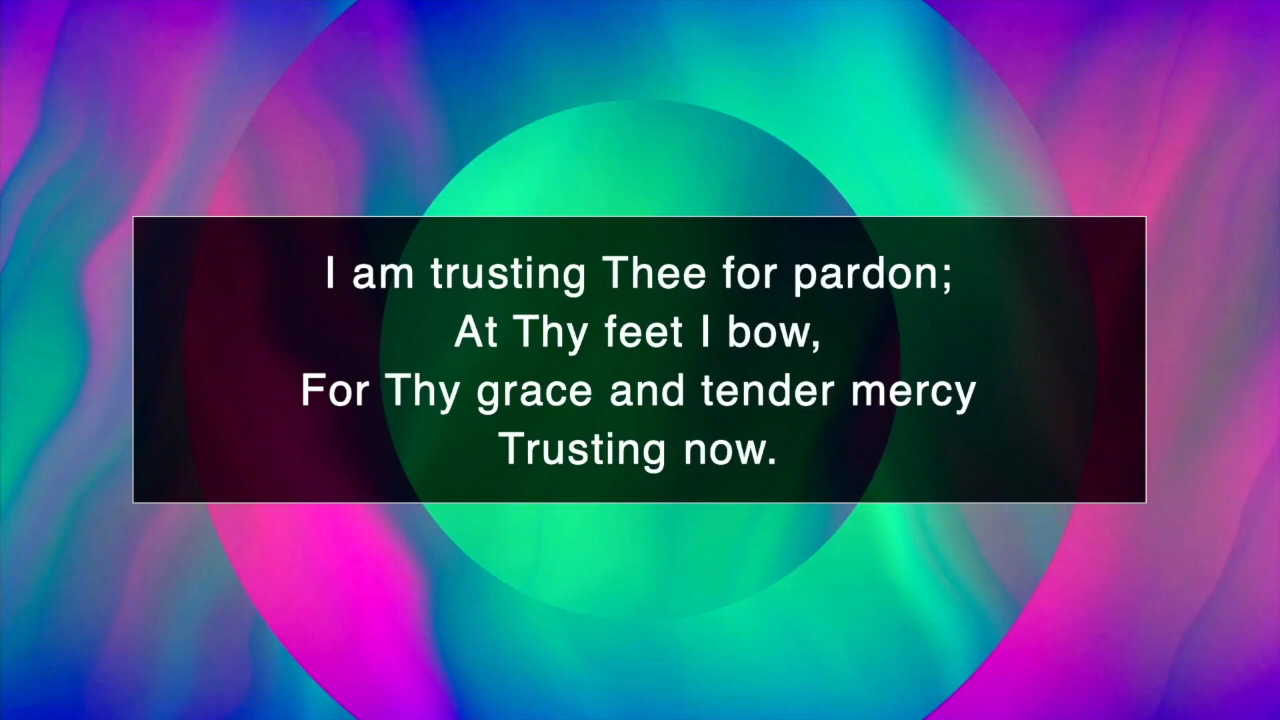 I am trusting Thee for pardon;
At Thy feet I bow,
For Thy grace and tender mercy
Trusting now.